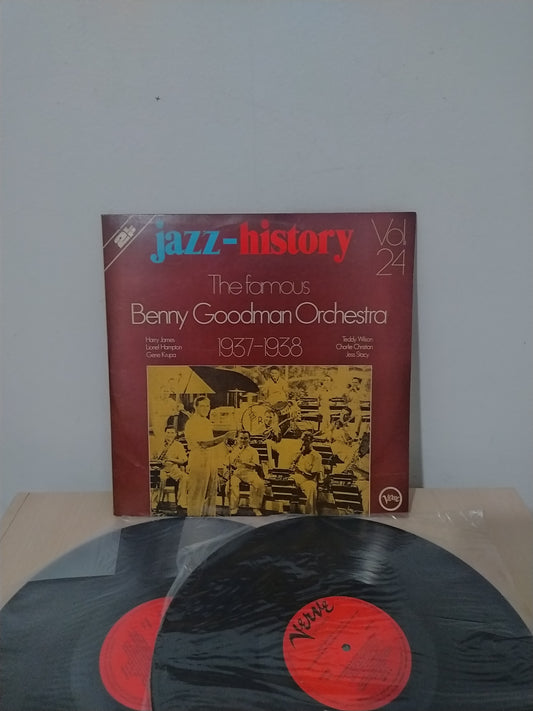 2LP
jazz-history
Vol.
24
The famous
Benny Goodman Orchestra
1937-1938
Harry James
Lionel Hampton
Gene Krupa
Teddy Wilson
Charlie Christian
Jess Stacy
Verve
VERVE